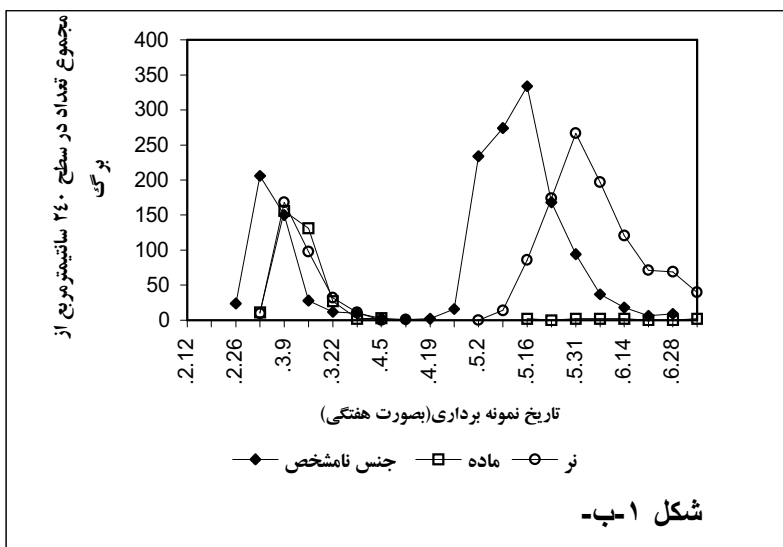 مجموع تعداد در سطح ٢٤٠ سانتیمترمربع از
برگ
400
350
300
250
200
150
100
50
0
.2.12
.2.26
.3.9
.3.22
.4.5
.4.19
.5.2
.5.16
.5.31
.6.14
.6.28
تاریخ نمونه برداری(بصورت هفتگی)
جنس نامشخص
ماده
نر
شکل ١-ب-